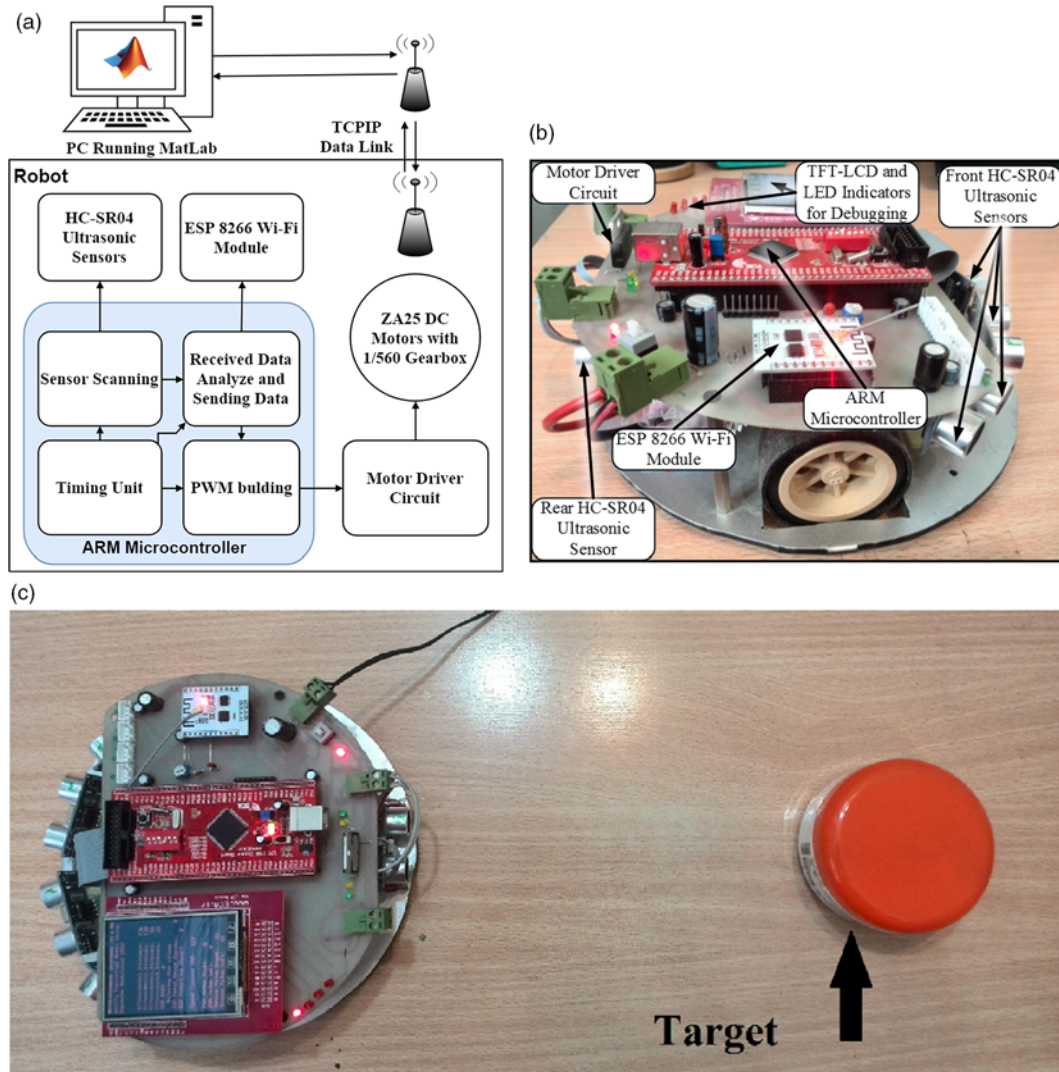 (a)
PC Running MatLab
TCPIP
Data Link
Robot
HC-SR04
Ultrasonic
Sensors
ESP 8266 Wi-Fi
Module
ZA25 DC
Motors with
1/560 Gearbox
Sensor Scanning
Received Data
Analyze and
Sending Data
Timing Unit
PWM bulding
Motor Driver
Circuit
ARM Microcontroller
(b)
Motor Driver
Circuit
TFT-LCD and
LED Indicators
for Debugging
Front HC-SR04
Ultrasonic
Sensors
ARM
Microcontroller
ESP 8266 Wi-Fi
Module
Rear HC-SR04
Ultrasonic
Sensor
(c)
Target